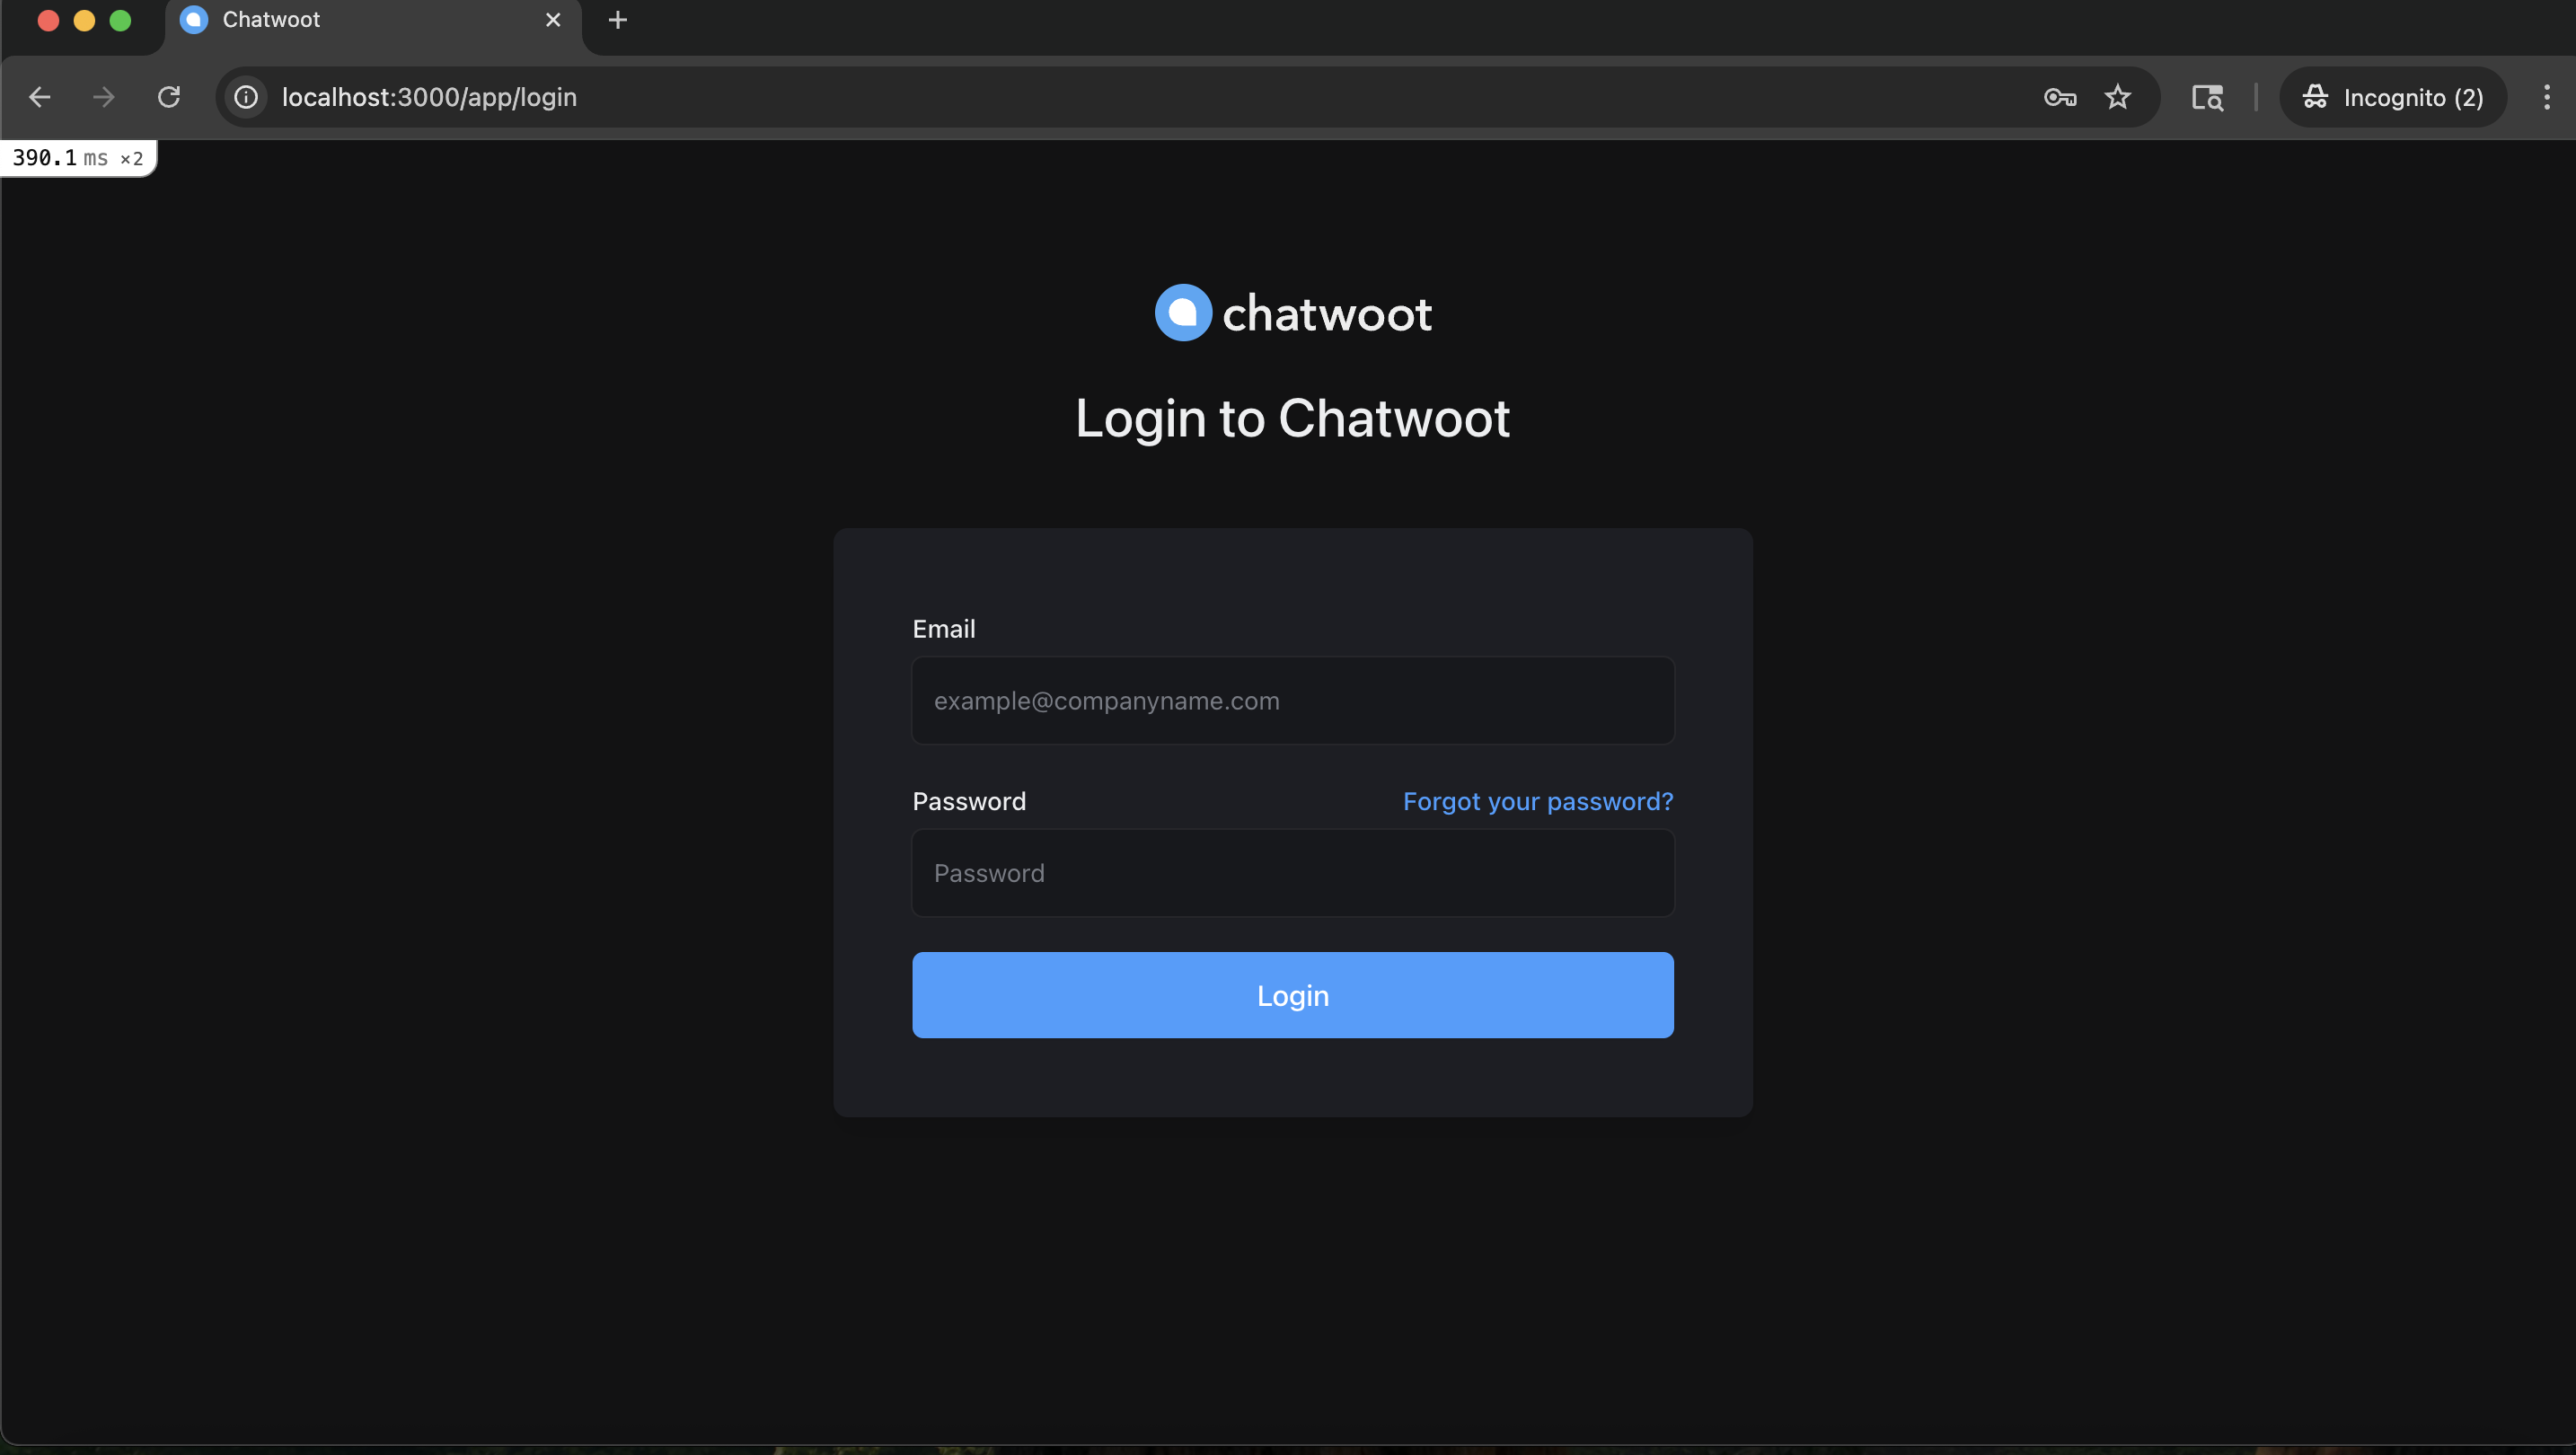 Chatwoot
localhost:3000/app/login
Incognito (2)
390.1 ms ×2
chatwoot
Login to Chatwoot
Email
example@companyname.com
Password
Forgot your password?
Password
Login